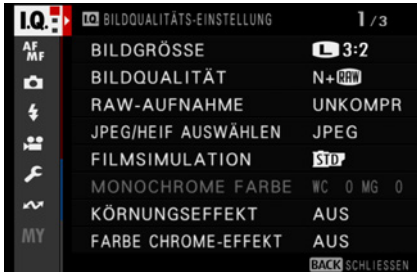 I.Q. I.Q. BILDQUALITÄTS-EINSTELLUNG 1/3
AF MF
BILDGRÖSSE L 3:2
BILDQUALITÄT N+RAW
RAW-AUFNAHME UNKOMPR
JPEG/HEIF AUSWÄHLEN JPEG
FILMSIMULATION STD
MONOCHROME FARBE WC 0 MG 0
KÖRNUNGSEFFEKT AUS
MY
FARBE CHROME-EFFEKT AUS
BACK SCHLIESSEN